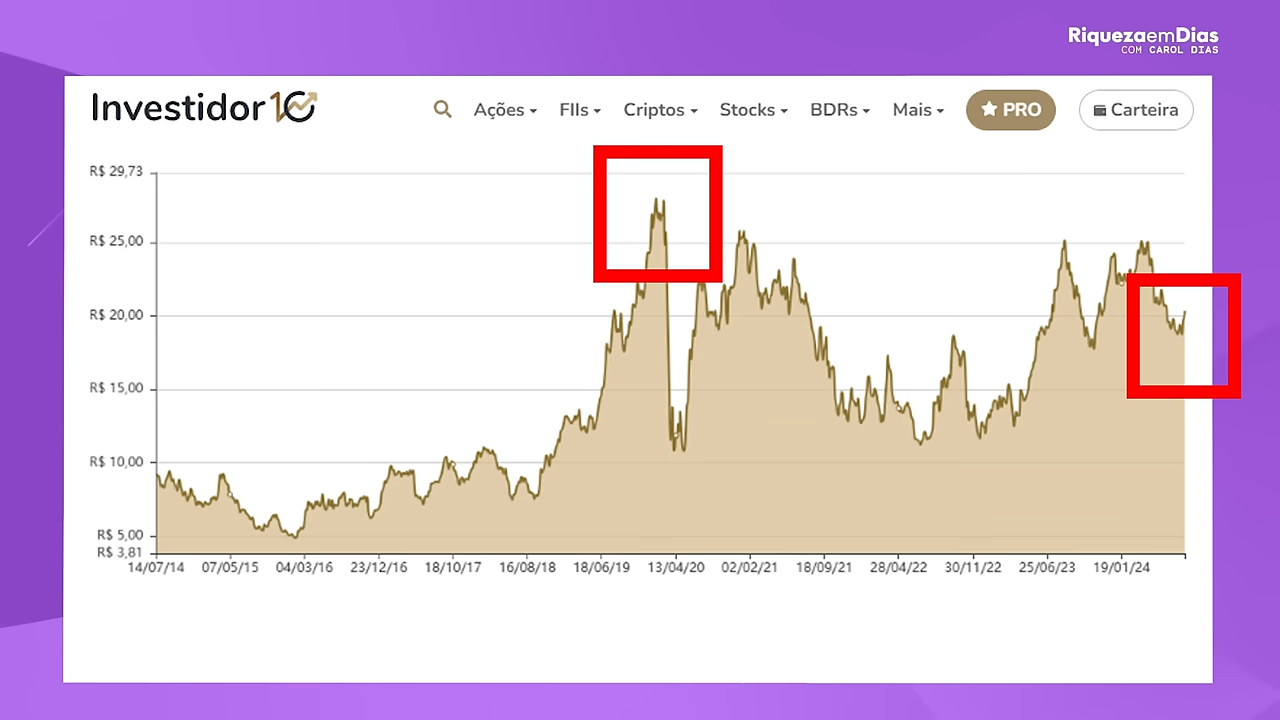 RiquezaemDias
COM CAROL DIAS
Investidor 10
Ações
FIIs
Criptos
Stocks
BDRs
Mais
PRO
Carteira
R$ 29,73
R$ 25,00
R$ 20,00
R$ 15,00
R$ 10,00
R$ 5,00
R$ 3,81
14/07/14 07/05/15 04/03/16 23/12/16 18/10/17 16/08/18 18/06/19 13/04/20 02/02/21 18/09/21 28/04/22 30/11/22 25/06/23 19/01/24